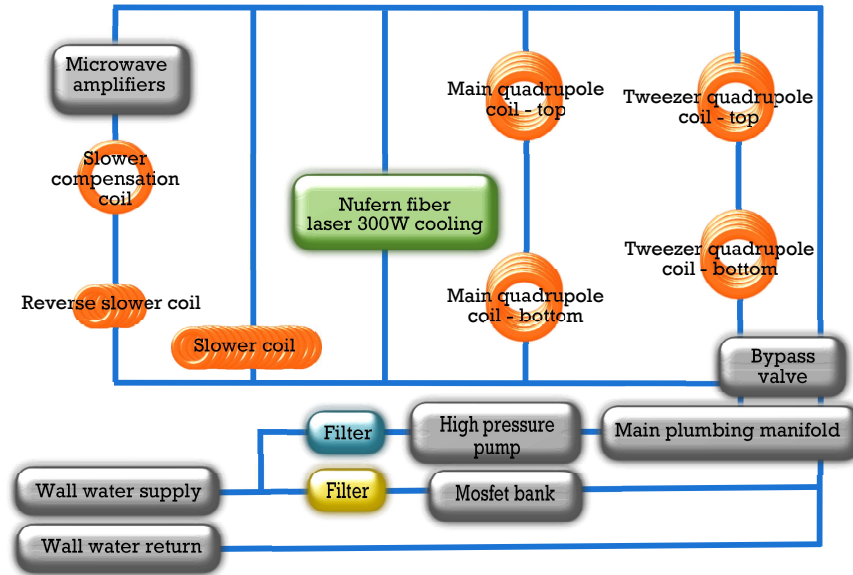 Microwave
amplifiers
Slower
compensation
coil
Reverse slower coil
Slower coil
Nufern fiber
laser 300W cooling
Main quadrupole
coil - top
Main quadrupole
coil - bottom
Tweezer quadrupole
coil - top
Tweezer quadrupole
coil - bottom
Bypass
valve
Filter
High pressure
pump
Main plumbing manifold
Wall water supply
Filter
Mosfet bank
Wall water return